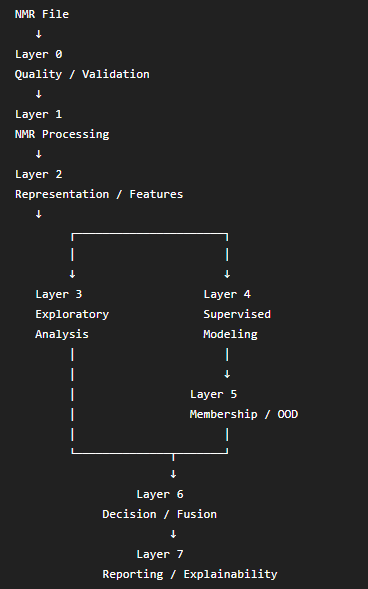 NMR File
↓
Layer 0
Quality / Validation
↓
Layer 1
NMR Processing
↓
Layer 2
Representation / Features
↓
Layer 3 Layer 4
Exploratory Supervised
Analysis Modeling
↓
Layer 5
Membership / OOD
↓
Layer 6
Decision / Fusion
↓
Layer 7
Reporting / Explainability